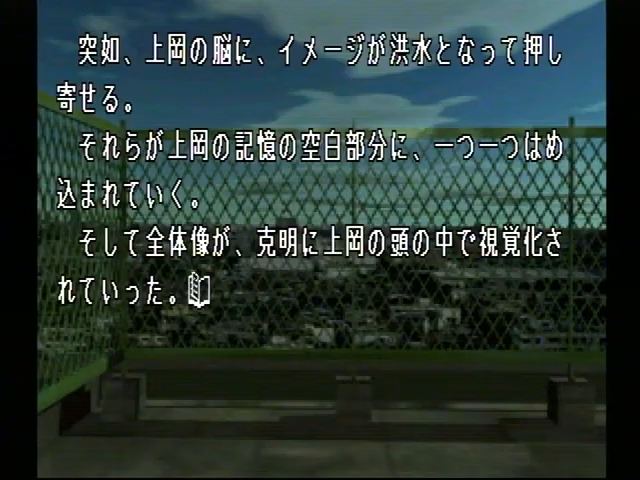 突如、上岡の脳に、イメージが洪水となって押し
寄せる。
それらが上岡の記憶の空白部分に、一つ一つはめ
込まれていく。
そして全体像が、克明に上岡の頭の中で視覚化さ
れていった。